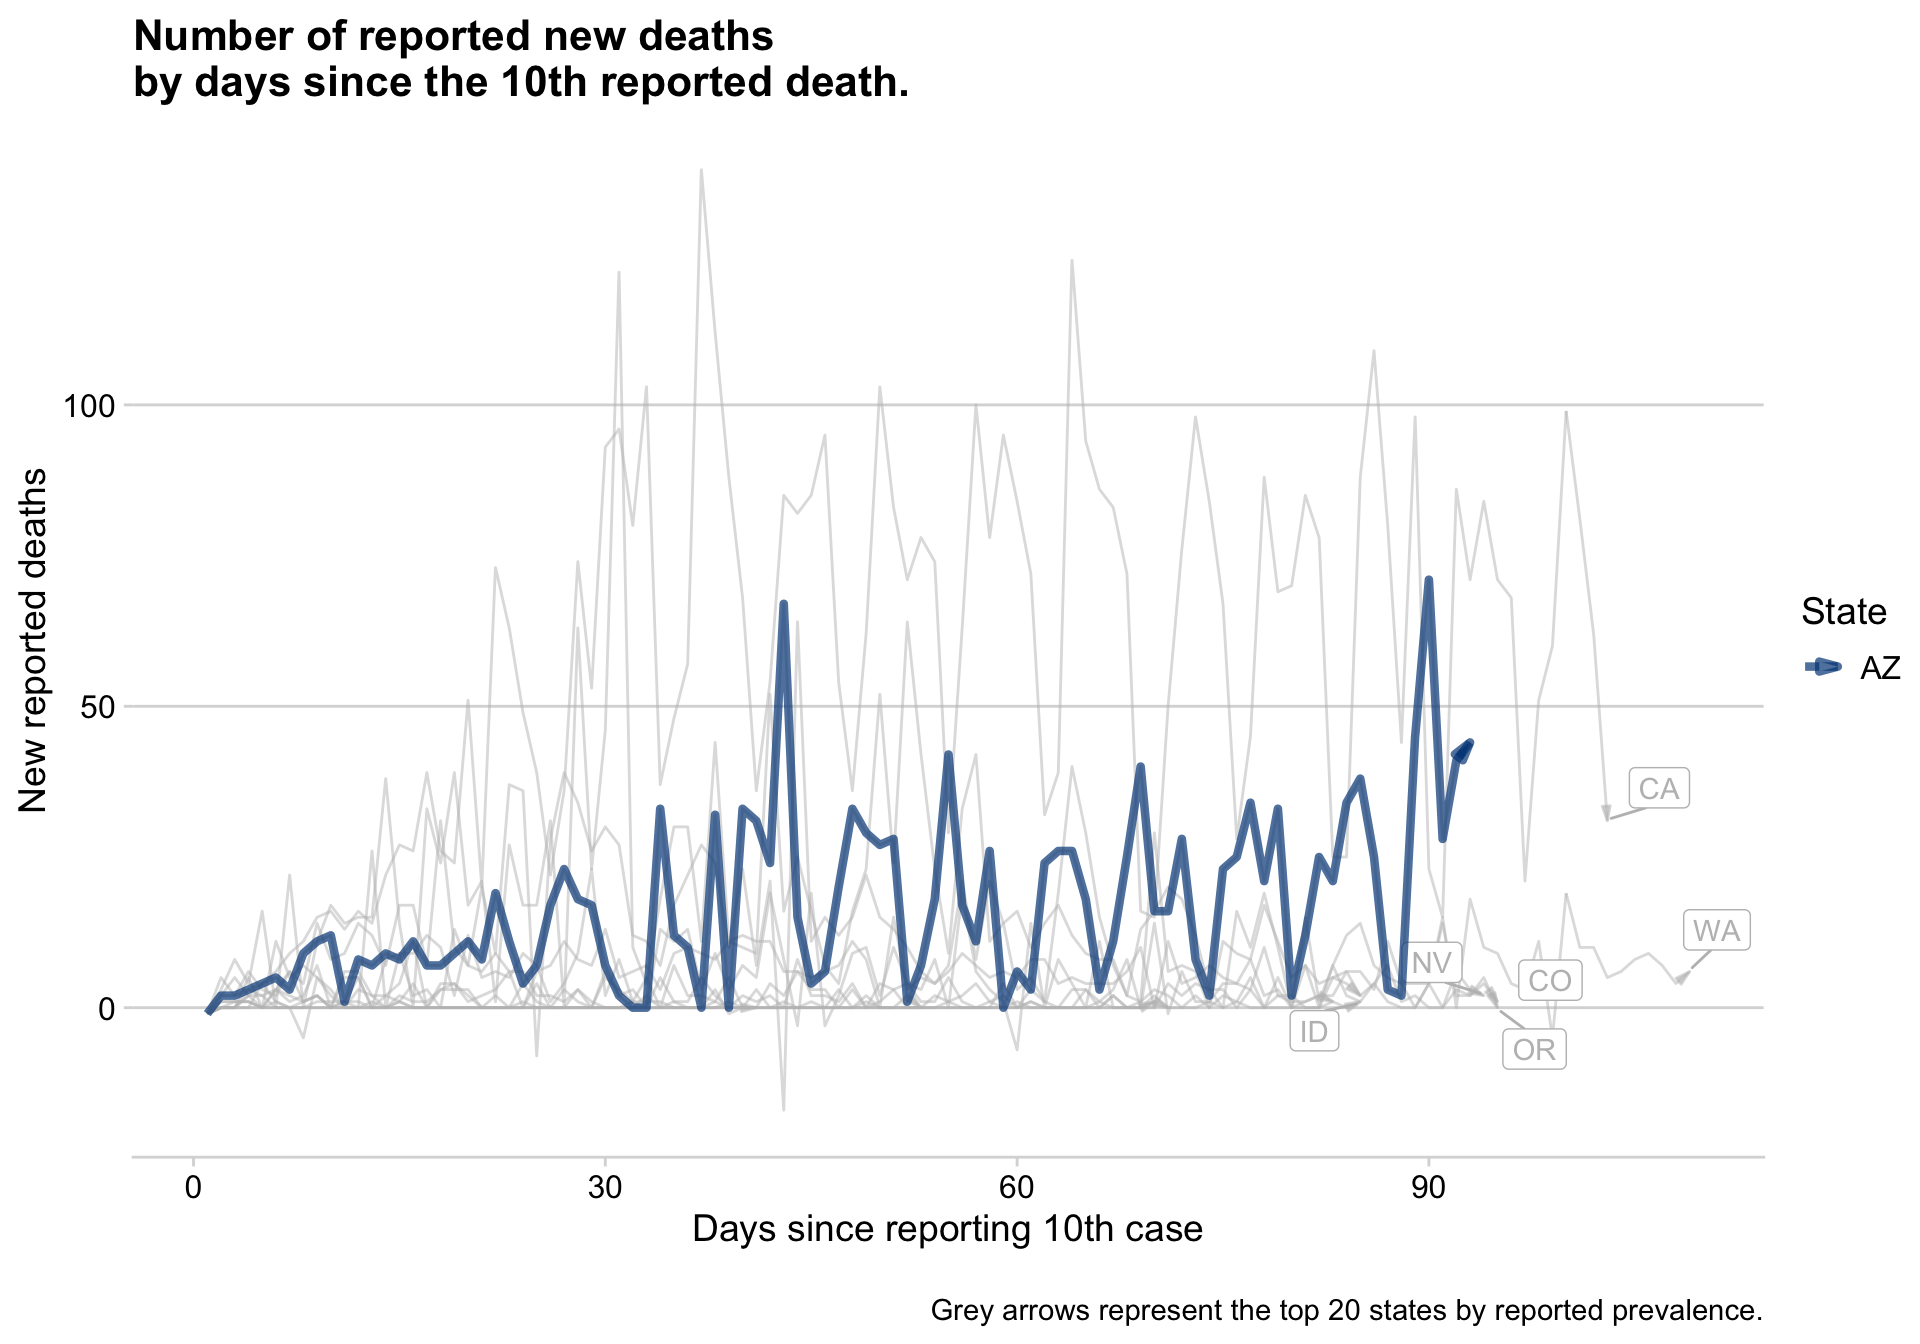 Number of reported new deaths
by days since the 10th reported death.
New reported deaths
100
50
0
0
30
60
90
Days since reporting 10th case
CA
WA
NV
CO
ID
OR
State
AZ
Grey arrows represent the top 20 states by reported prevalence.